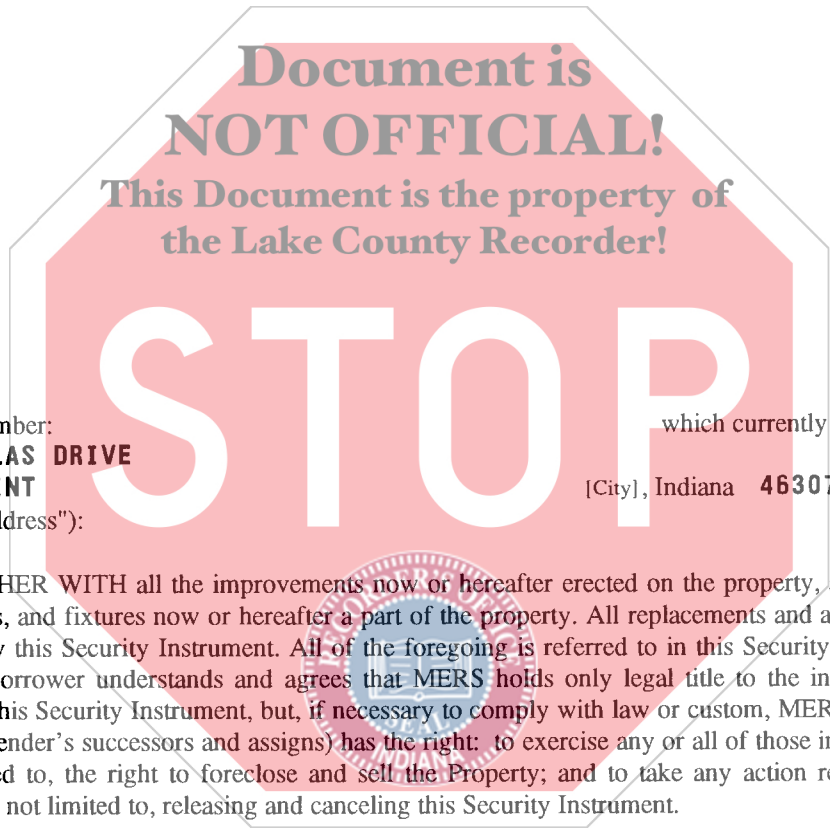 Document is
NOT OFFICIAL!
This Document is the property of
the Lake County Recorder!
STOP
mber: which currently
LAS DRIVE
NT [City], Indiana 46307
ddress"):
HER WITH all the improvements now or hereafter erected on the property,
s, and fixtures now or hereafter a part of the property. All replacements and a
y this Security Instrument. All of the foregoing is referred to in this Security
orrower understands and agrees that MERS holds only legal title to the in
his Security Instrument, but, if necessary to comply with law or custom, MER
ender's successors and assigns) has the right: to exercise any or all of those in
ed to, the right to foreclose and sell the Property; and to take any action re
not limited to, releasing and canceling this Security Instrument.
RECORDER'S OFFICE
SEAL
INDIANA